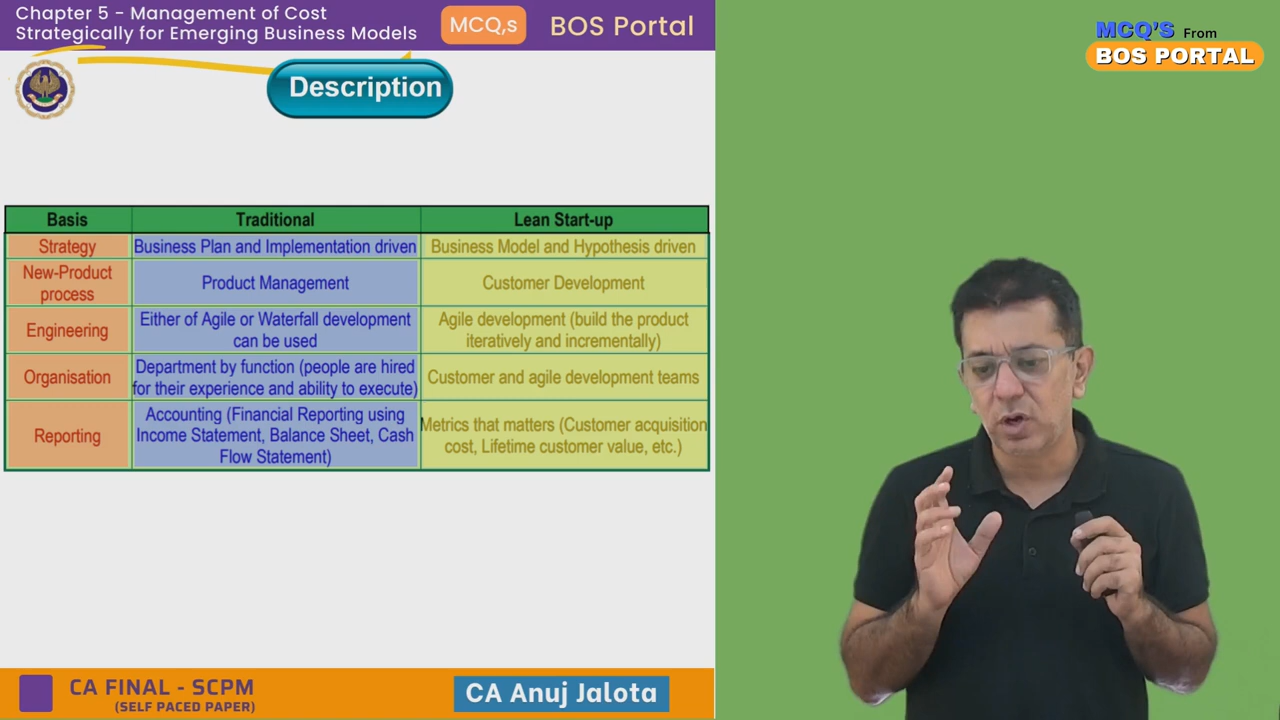 Chapter 5 - Management of Cost
Strategically for Emerging Business Models
MCQ,s
BOS Portal
MCQ'S From
BOS PORTAL
Description
Basis Traditional Lean Start-up
Strategy Business Plan and Implementation driven Business Model and Hypothesis driven
New-Product
process
Product Management
Customer Development
Engineering
Either of Agile or Waterfall development
can be used
Agile development (build the product
iteratively and incrementally)
Organisation
Department by function (people are hired
for their experience and ability to execute)
Customer and agile development teams
Reporting
Accounting (Financial Reporting using
Income Statement, Balance Sheet, Cash
Flow Statement)
Metrics that matters (Customer acquisition
cost, Lifetime customer value, etc.)
CA FINAL - SCPM
(SELF PACED PAPER)
CA Anuj Jalota